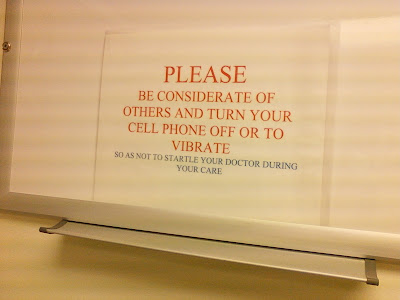 PLEASE
BE CONSIDERATE OF
OTHERS AND TURN YOUR
CELL PHONE OFF OR TO
VIBRATE
SO AS NOT TO STARTLE YOUR DOCTOR DURING
YOUR CARE